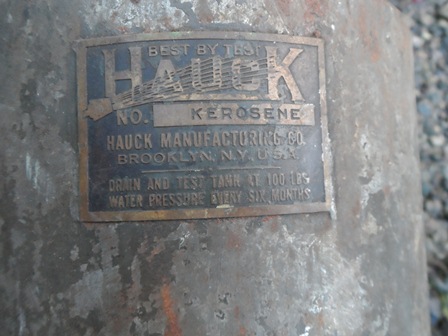 BEST BY TEST
HAUCK
NO. KEROSENE
HAUCK MANUFACTURING CO.
BROOKLYN, N.Y. U.S.A.
DRAIN AND TEST TANK AT 100 LBS.
WATER PRESSURE EVERY SIX MONTHS